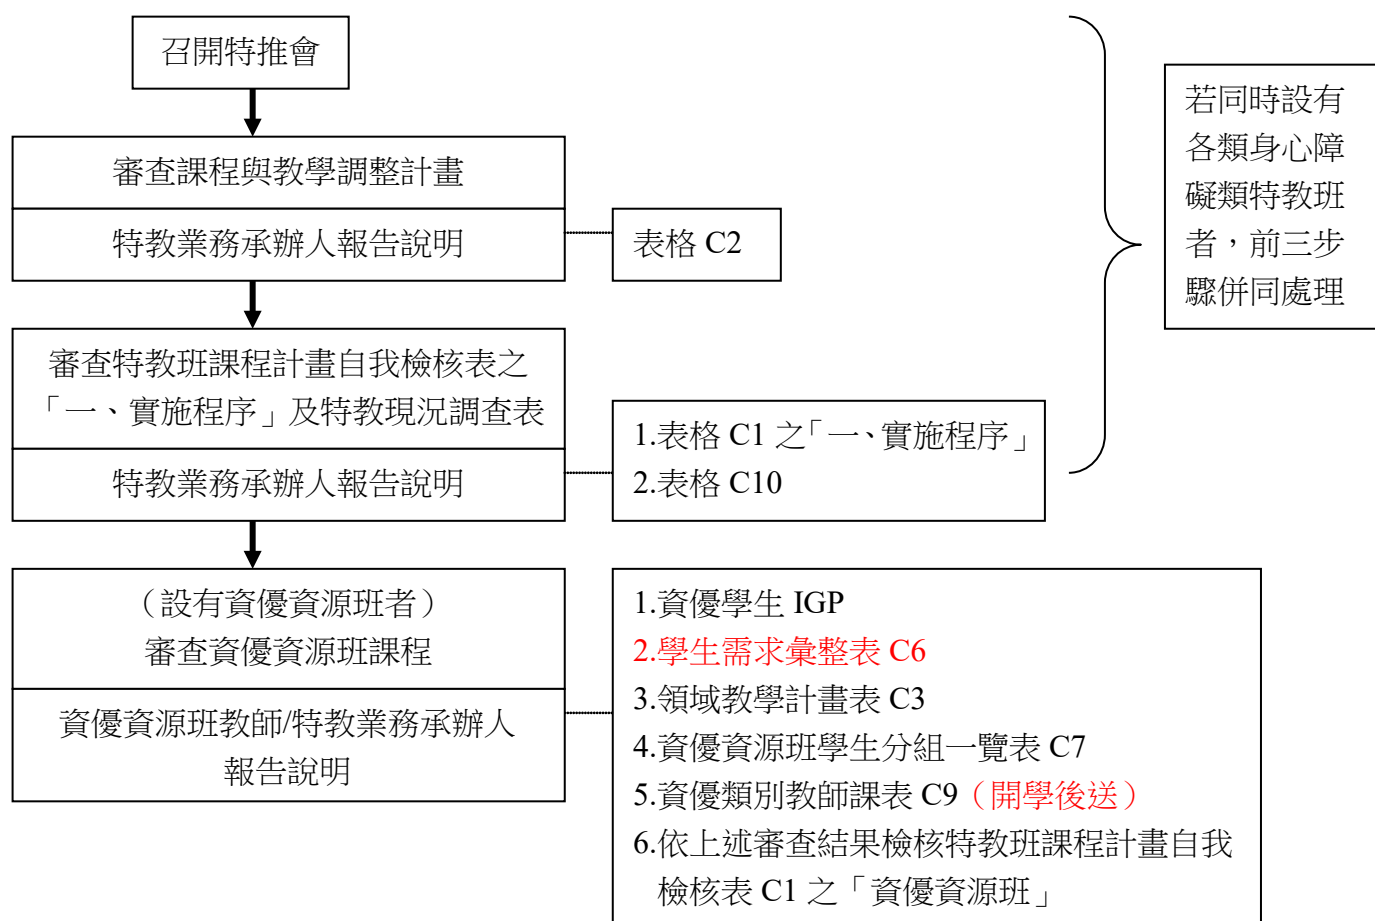 召開特推會
審查課程與教學調整計畫
特教業務承辦人報告說明
表格 C2
審查特教班課程計畫自我檢核表之
「一、實施程序」及特教現況調查表
特教業務承辦人報告說明
1.表格 C1 之「一、實施程序」
2.表格 C10
若同時設有
各類身心障
礙類特教班
者，前三步
驟併同處理
（設有資優資源班者）
審查資優資源班課程
資優資源班教師/特教業務承辦人
報告說明
1.資優學生 IGP
2.學生需求彙整表 C6
3.領域教學計畫表 C3
4.資優資源班學生分組一覽表 C7
5.資優類別教師課表 C9（開學後送）
6.依上述審查結果檢核特教班課程計畫自我
檢核表 C1 之「資優資源班」